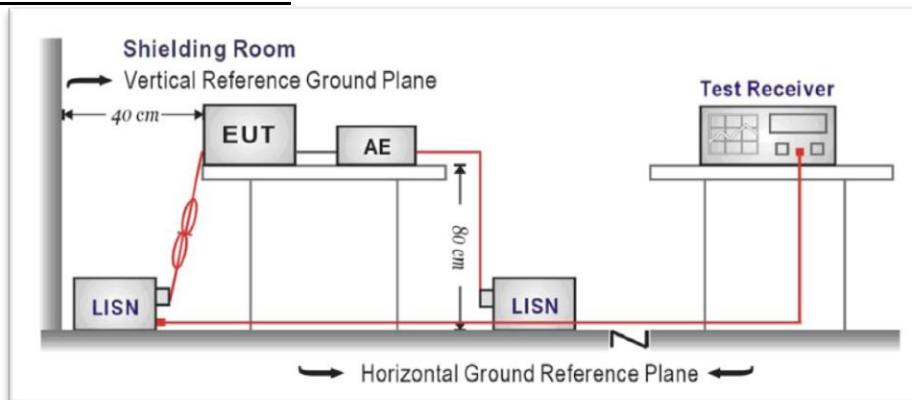 Shielding Room
Vertical Reference Ground Plane
Test Receiver
40 cm
EUT
AE
80 cm
LISN
LISN
Horizontal Ground Reference Plane